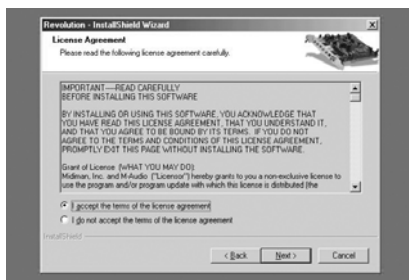 Revolution - InstallShield Wizard
License Agreement
Please read the following license agreement carefully.
IMPORTANT----READ CAREFULLY
BEFORE INSTALLING THIS SOFTWARE
BY INSTALLING OR USING THIS SOFTWARE, YOU ACKNOWLEDGE THAT
YOU HAVE READ THIS LICENSE AGREEMENT, THAT YOU UNDERSTAND IT,
AND THAT YOU AGREE TO BE BOUND BY ITS TERMS. IF YOU DO NOT
AGREE TO THE TERMS AND CONDITIONS OF THIS LICENSE AGREEMENT,
PROMPTLY EXIT THIS PAGE WITHOUT INSTALLING THE SOFTWARE.
Grant of License (WHAT YOU MAY DO):
Midiman, Inc. and M-Audio ("Licensor") hereby grants to you a non-exclusive license to
use the program and/or program update with which this license is distributed (the
I accept the terms of the license agreement
I do not accept the terms of the license agreement
InstallShield
< Back
Next >
Cancel